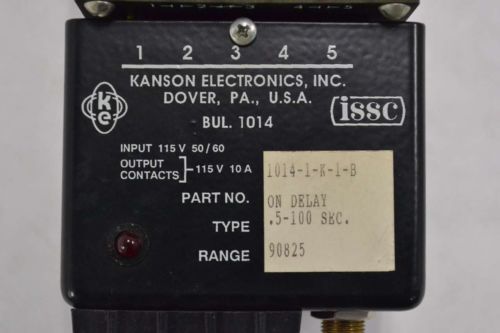 1 2 3 4 5
KANSON ELECTRONICS, INC.
DOVER, PA., U.S.A.
BUL. 1014
ke
issc
INPUT 115 V 50/60
OUTPUT CONTACTS 115 V 10 A
PART NO. 1014-1-K-1-B
TYPE ON DELAY
.5-100 SEC.
RANGE 90825